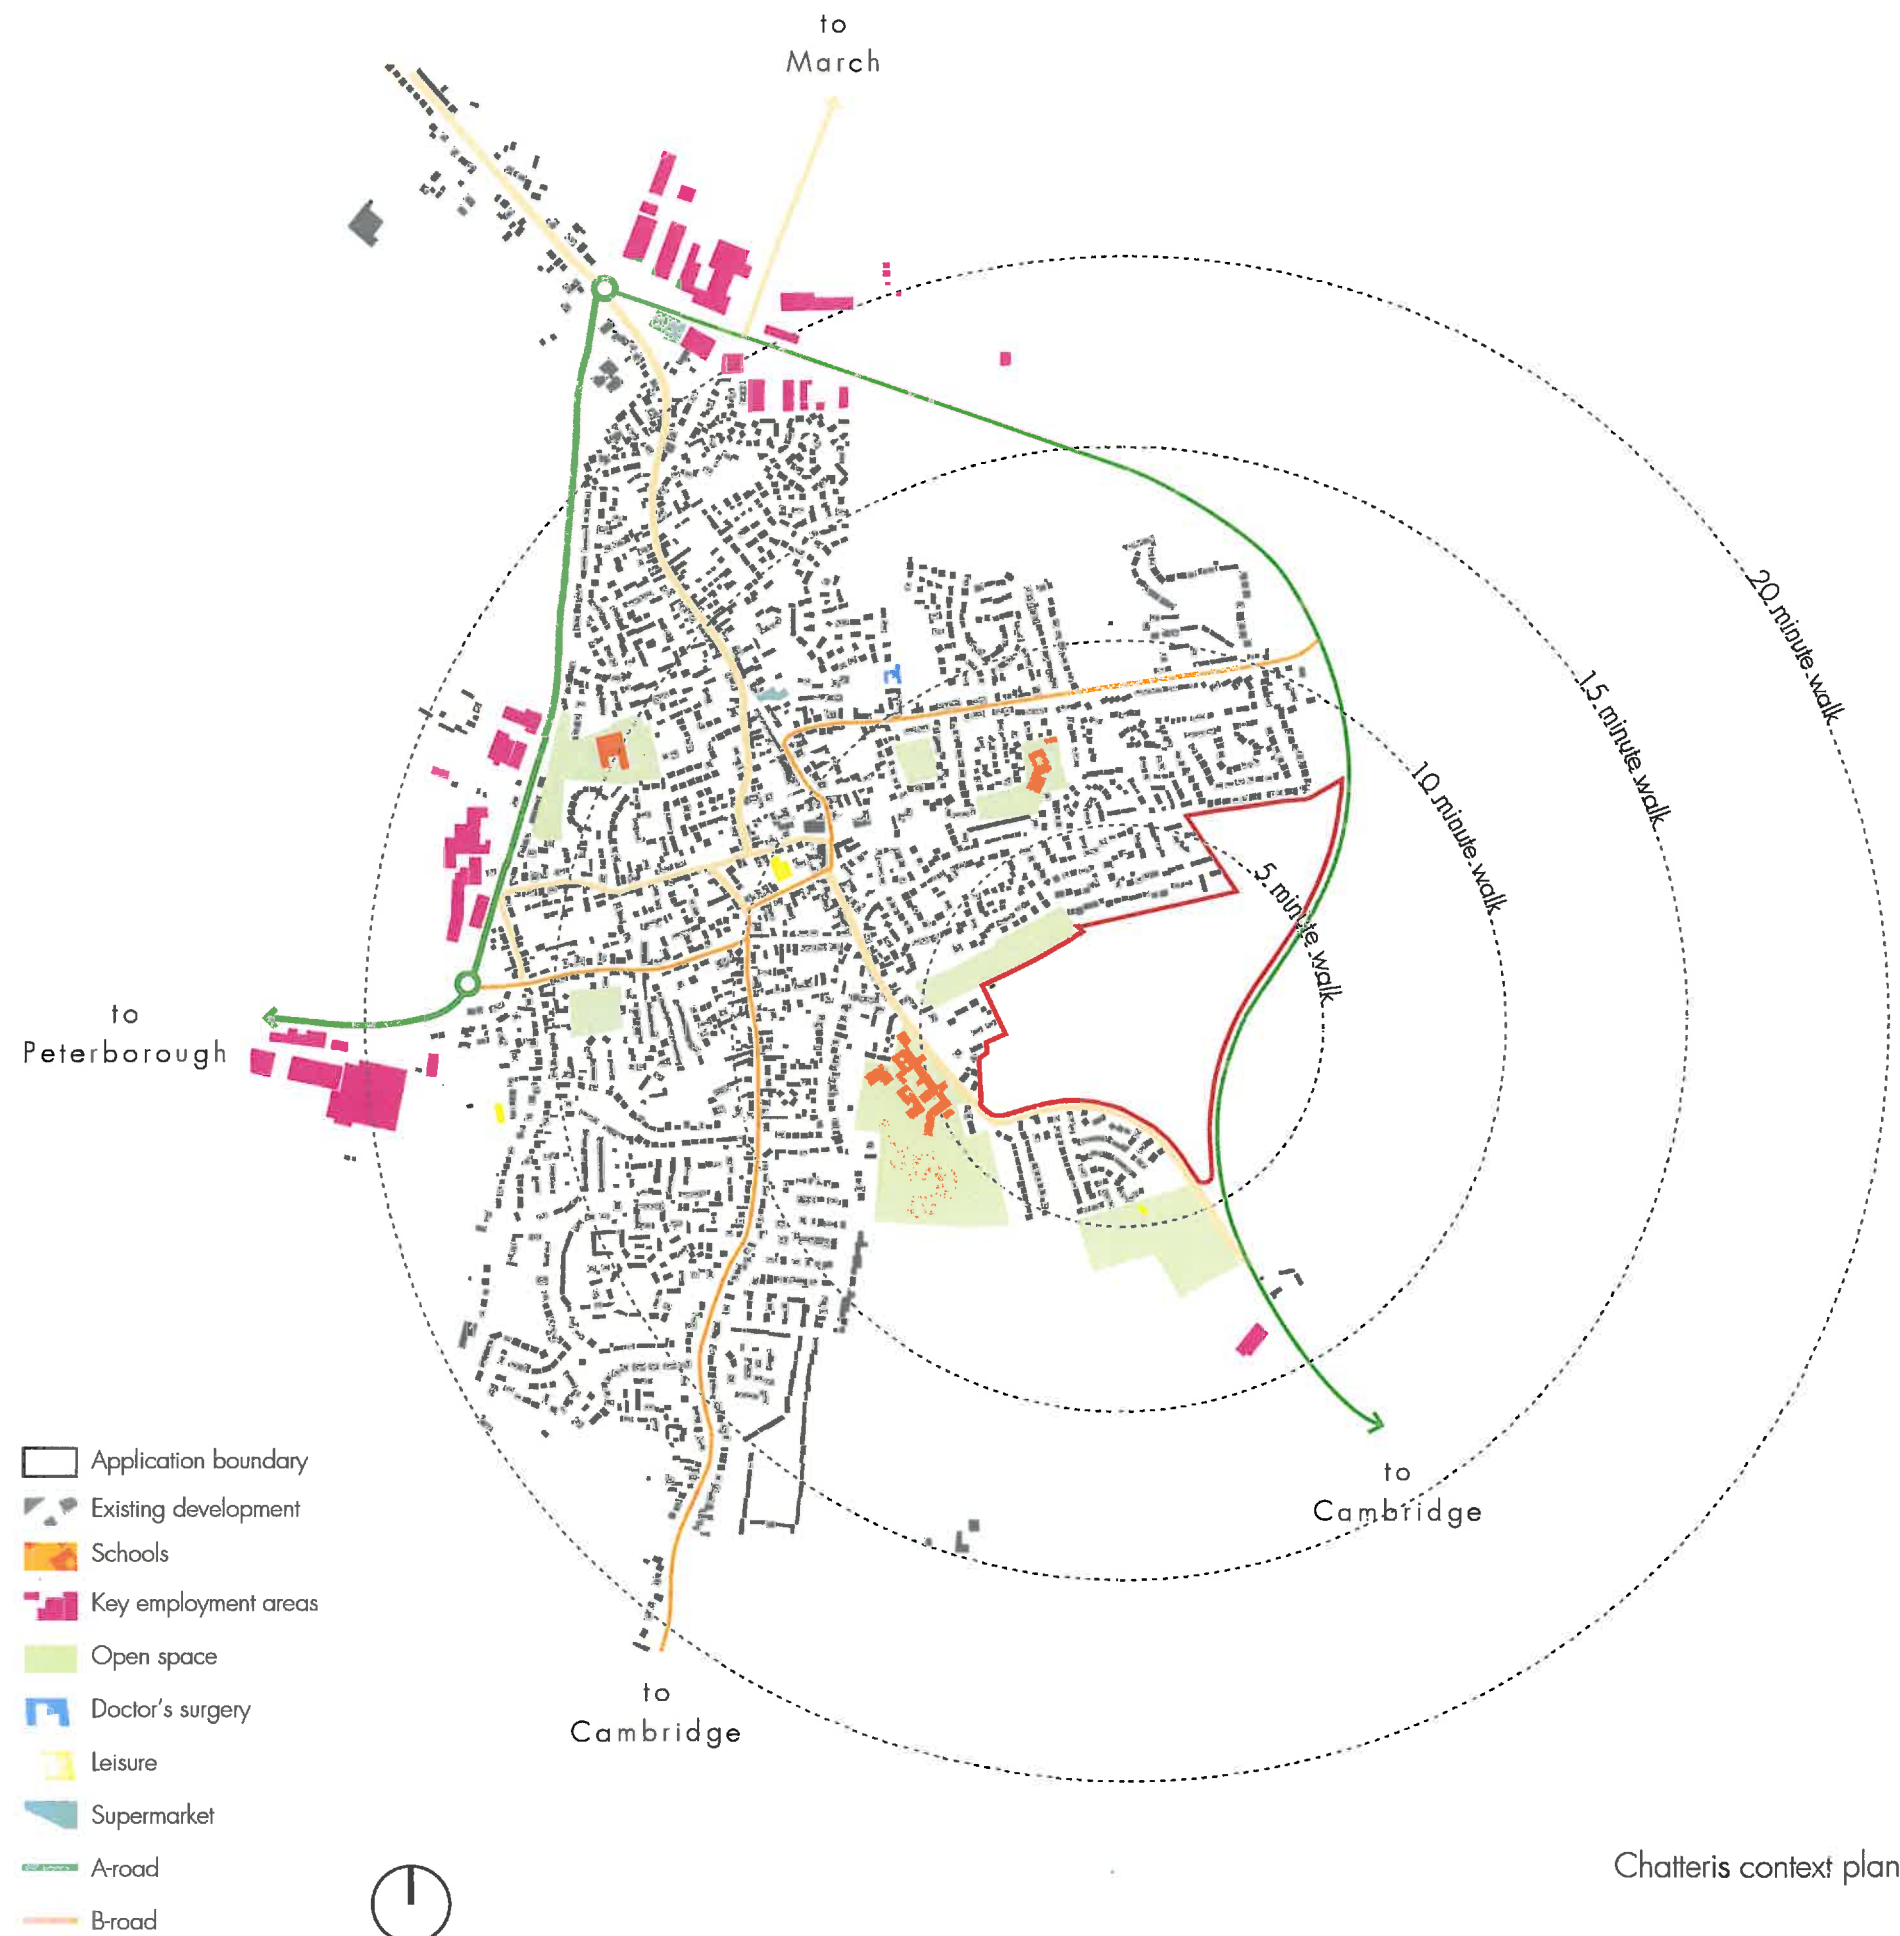 to
March
20 minute walk
15 minute walk
10 minute walk
5 minute walk
to
Peterborough
to
Cambridge
to
Cambridge
Application boundary
Existing development
Schools
Key employment areas
Open space
Doctor's surgery
Leisure
Supermarket
A-road
B-road
Chatteris context plan